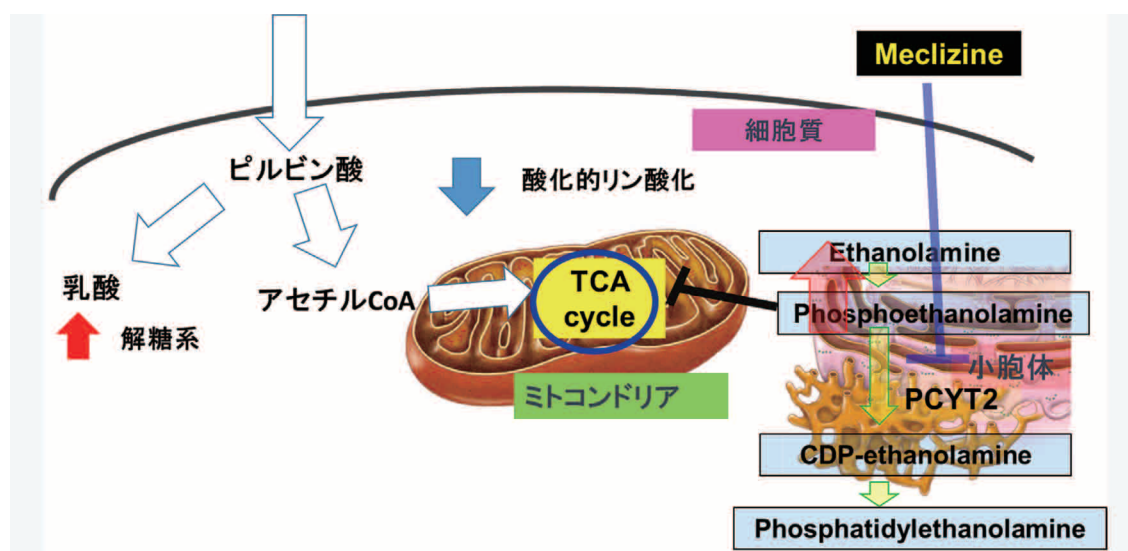 Meclizine
細胞質
ピルビン酸
酸化的リン酸化
乳酸
アセチルCoA
解糖系
TCA
cycle
ミトコンドリア
Ethanolamine
Phosphoethanolamine
小胞体
PCYT2
CDP-ethanolamine
Phosphatidylethanolamine